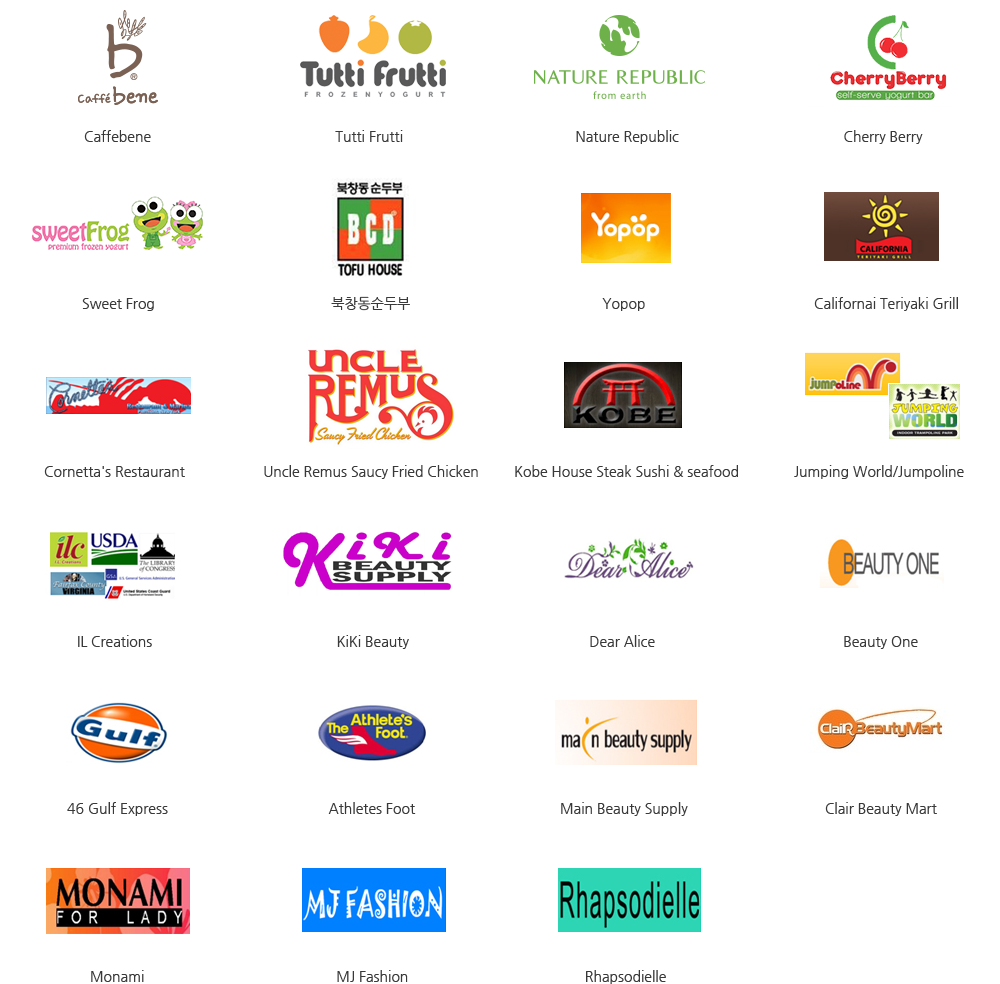 b
®
Caffé bene
Tutti Frutti
FROZENYOGURT
NATURE REPUBLIC
from earth
CherryBerry
self-serve yogurt bar
Caffebene
Tutti Frutti
Nature Republic
Cherry Berry
sweetFrog
premium frozen yogurt
북창동 순두부
BCD
TOFU HOUSE
Yopop
CALIFORNIA
TERIYAKI GRILL
Sweet Frog
북창동순두부
Yopop
Californai Teriyaki Grill
Cornetta's
UNCLE
REMUS
Saucy Fried Chicken
KOBE
JUMPOLINE
JUMPING
WORLD
INDOOR TRAMPOLINE PARK
Cornetta's Restaurant
Uncle Remus Saucy Fried Chicken
Kobe House Steak Sushi & seafood
Jumping World/Jumpoline
ilc
I.L. Creations
USDA
THE LIBRARY
OF CONGRESS
Fairfax County
VIRGINIA
GSA
U.S. General Services Administration
United States Coast Guard
KiKi
BEAUTY
SUPPLY
Dear Alice
BEAUTY ONE
IL Creations
KiKi Beauty
Dear Alice
Beauty One
Gulf
The Athlete's
Foot
main beauty supply
ClaiR BeautyMart
46 Gulf Express
Athletes Foot
Main Beauty Supply
Clair Beauty Mart
MONAMI
FOR LADY
MJ FASHION
Rhapsodielle
Monami
MJ Fashion
Rhapsodielle